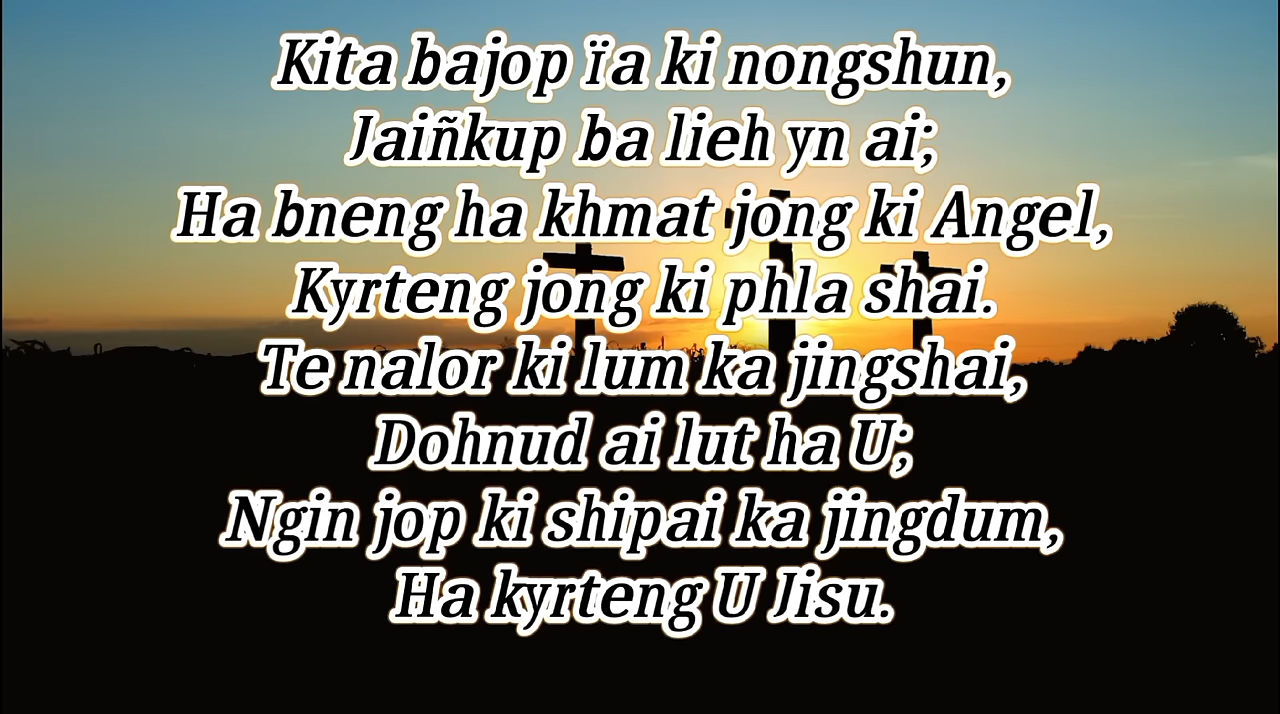 Kita bajop ïa ki nongshun,
Jaiñkup ba lieh yn ai;
Ha bneng ha khmat jong ki Angel,
Kyrteng jong ki phla shai.
Te nalor ki lum ka jingshai,
Dohnud ai lut ha U;
Ngin jop ki shipai ka jingdum,
Ha kyrteng U Jisu.